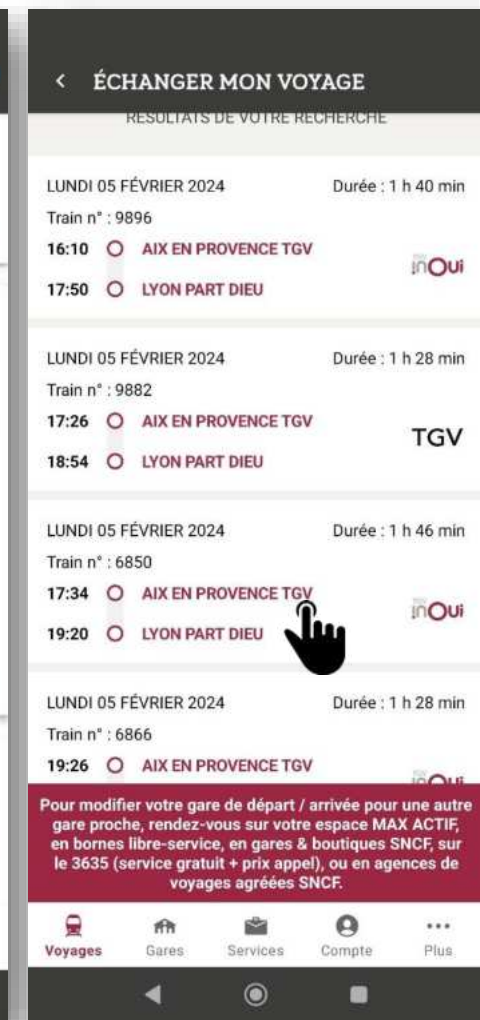 < ÉCHANGER MON VOYAGE
RÉSULTATS DE VOTRE RECHERCHE
LUNDI 05 FÉVRIER 2024 Durée : 1 h 40 min
Train n° : 9896
16:10 AIX EN PROVENCE TGV
inOui
17:50 LYON PART DIEU
LUNDI 05 FÉVRIER 2024 Durée : 1 h 28 min
Train n° : 9882
17:26 AIX EN PROVENCE TGV
TGV
18:54 LYON PART DIEU
LUNDI 05 FÉVRIER 2024 Durée : 1 h 46 min
Train n° : 6850
17:34 AIX EN PROVENCE TGV
inOui
19:20 LYON PART DIEU
LUNDI 05 FÉVRIER 2024 Durée : 1 h 28 min
Train n° : 6866
19:26 AIX EN PROVENCE TGV
inOui
Pour modifier votre gare de départ / arrivée pour une autre
gare proche, rendez-vous sur votre espace MAX ACTIF,
en bornes libre-service, en gares & boutiques SNCF, sur
le 3635 (service gratuit + prix appel), ou en agences de
voyages agréées SNCF.
Voyages Gares Services Compte Plus